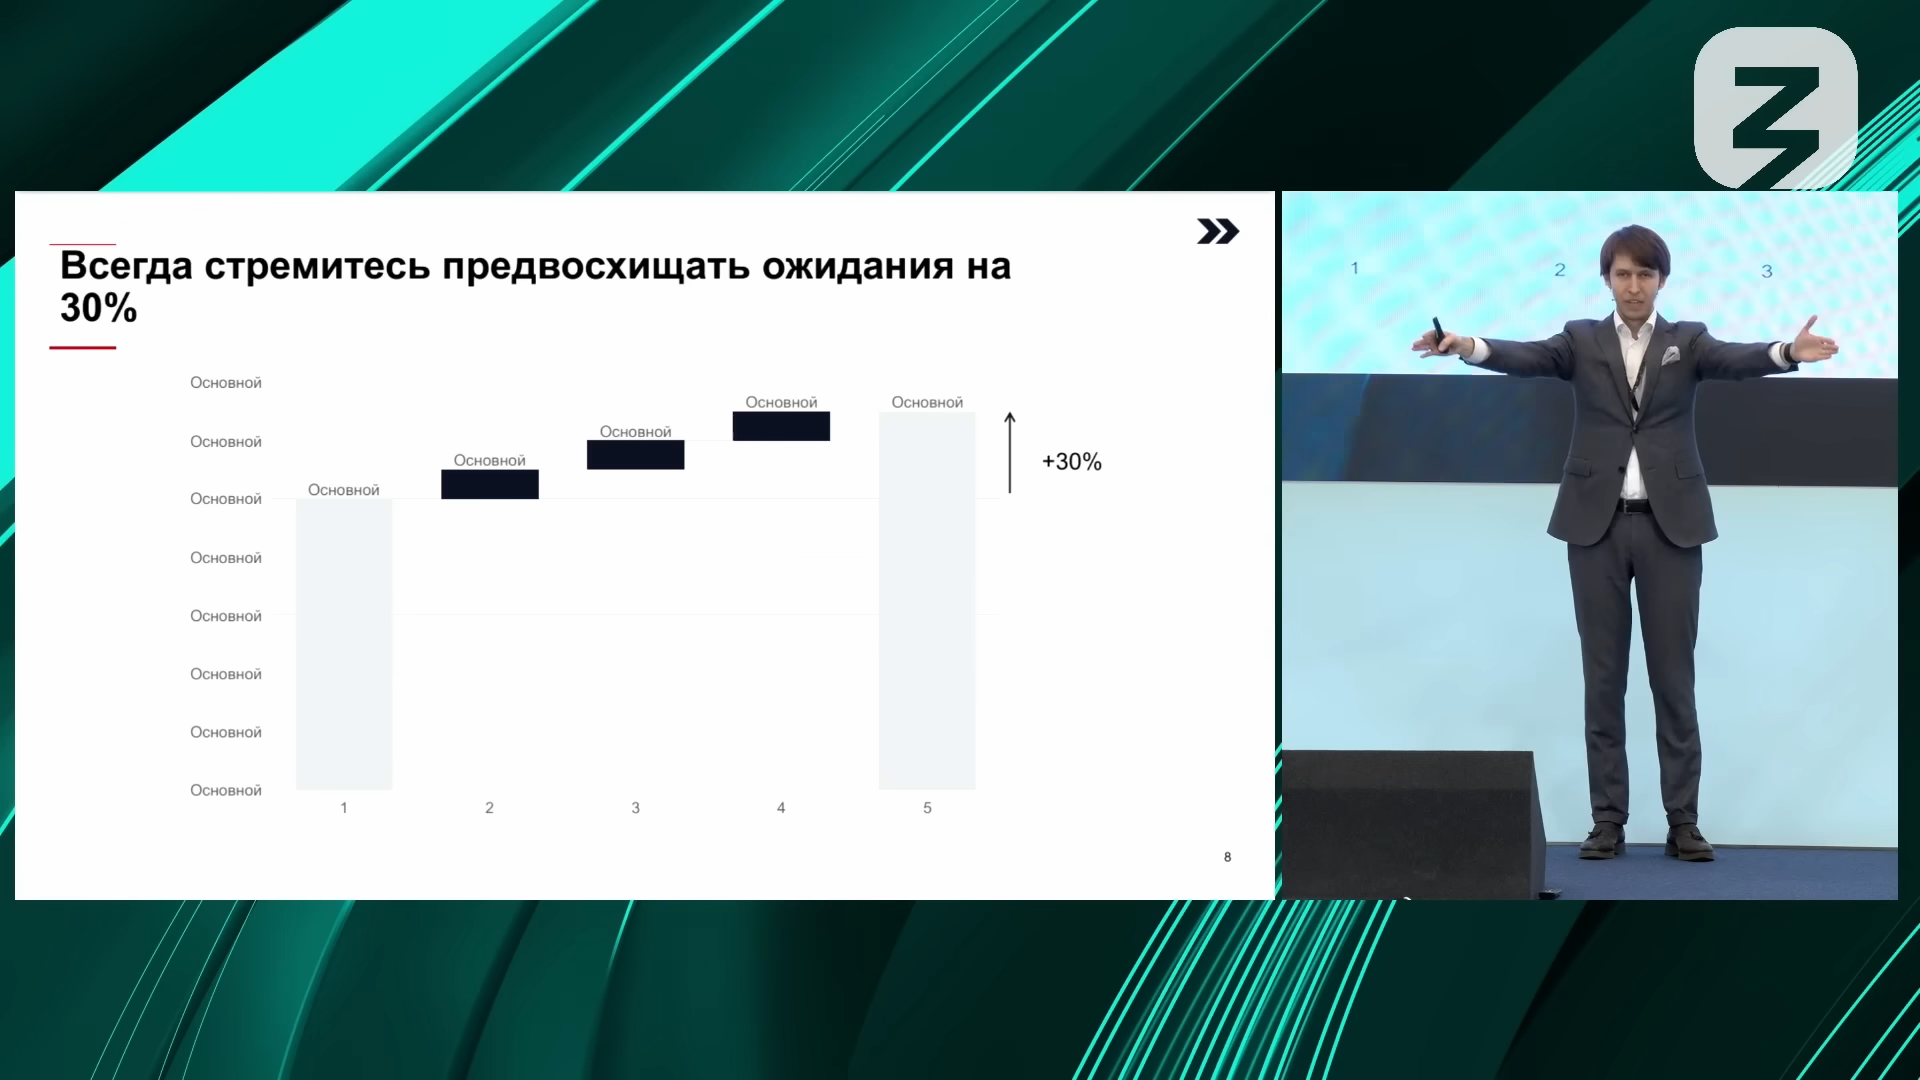 Всегда стремитесь предвосхищать ожидания на
30%
Основной
Основной
Основной
Основной
Основной
Основной
Основной
Основной
Основной
Основной
Основной
Основной
Основной
+30%
1 2 3 4 5
8
1 2 3